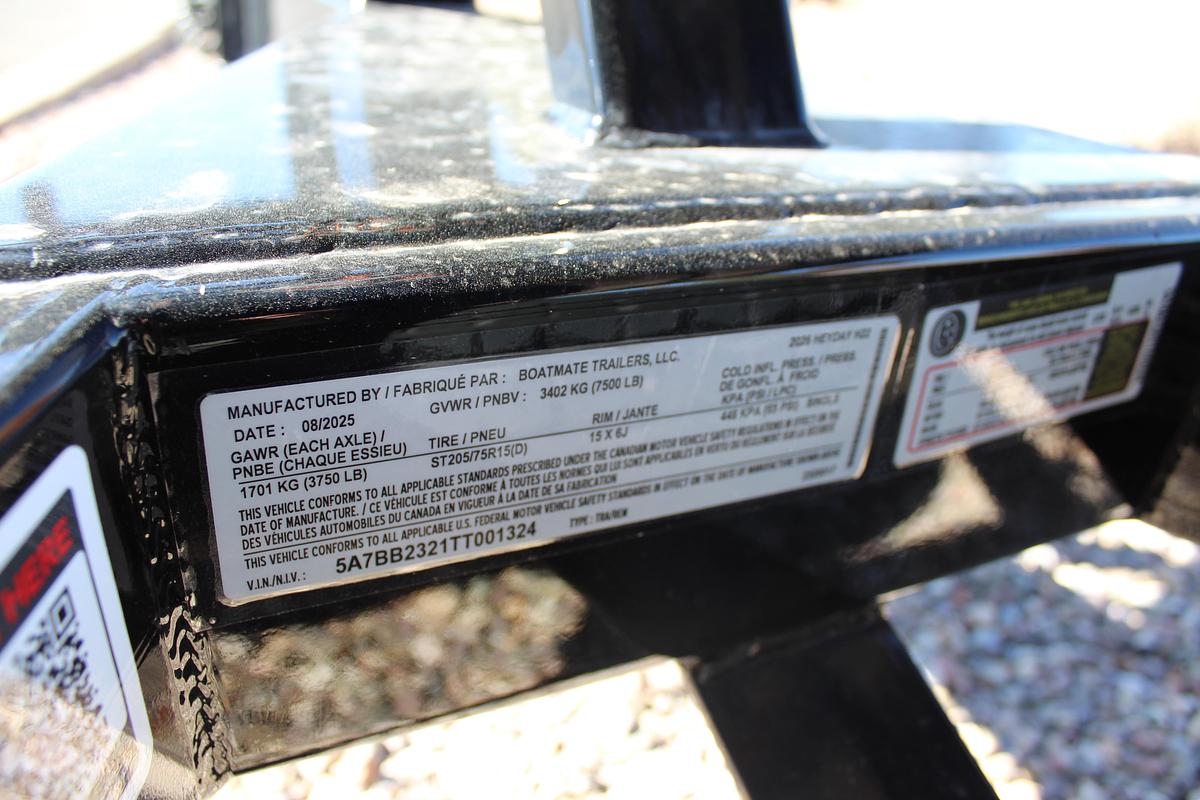 2026 HEYDAY H22
MANUFACTURED BY / FABRIQUÉ PAR : BOATMATE TRAILERS, LLC.
DATE : 08/2025 GVWR / PNBV : 3402 KG (7500 LB)
GAWR (EACH AXLE) /
PNBE (CHAQUE ESSIEU) TIRE / PNEU RIM / JANTE COLD INFL. PRESS. / PRESS.
DE GONFL. À FROID
KPA (PSI / LPC)
1701 KG (3750 LB) ST205/75R15(D) 15 X 6J 448 KPA (65 PSI) SINGLE
THIS VEHICLE CONFORMS TO ALL APPLICABLE STANDARDS PRESCRIBED UNDER THE CANADIAN MOTOR VEHICLE SAFETY REGULATIONS IN EFFECT ON THE
DATE OF MANUFACTURE. / CE VÉHICULE EST CONFORME À TOUTES LES NORMES QUI LUI SONT APPLICABLES EN VERTU DU RÈGLEMENT SUR LA SÉCURITÉ
DES VÉHICULES AUTOMOBILES DU CANADA EN VIGUEUR À LA DATE DE SA FABRICATION
THIS VEHICLE CONFORMS TO ALL APPLICABLE U.S. FEDERAL MOTOR VEHICLE SAFETY STANDARDS IN EFFECT ON THE DATE OF MANUFACTURE SHOWN ABOVE
V.I.N./N.I.V. : 5A7BB2321TT001324 TYPE : TRA/REM
HERE